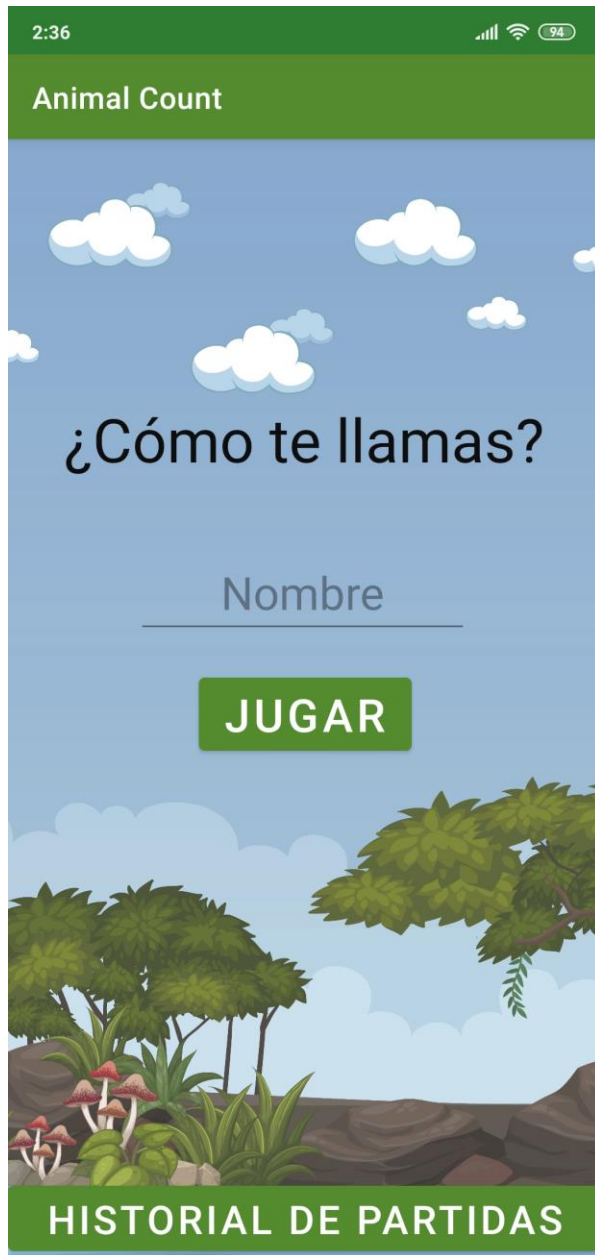 2:36
94
Animal Count
¿Cómo te llamas?
Nombre
JUGAR
HISTORIAL DE PARTIDAS